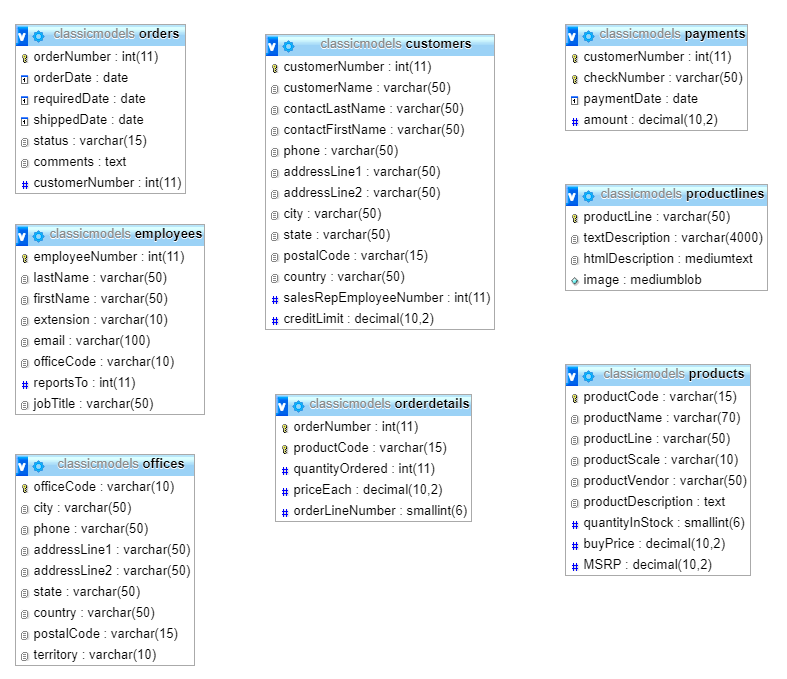 classicmodels orders
orderNumber : int(11)
orderDate : date
requiredDate : date
shippedDate : date
status : varchar(15)
comments : text
customerNumber : int(11)
classicmodels employees
employeeNumber : int(11)
lastName : varchar(50)
firstName : varchar(50)
extension : varchar(10)
email : varchar(100)
officeCode : varchar(10)
reportsTo : int(11)
jobTitle : varchar(50)
classicmodels offices
officeCode : varchar(10)
city : varchar(50)
phone : varchar(50)
addressLine1 : varchar(50)
addressLine2 : varchar(50)
state : varchar(50)
country : varchar(50)
postalCode : varchar(15)
territory : varchar(10)
classicmodels customers
customerNumber : int(11)
customerName : varchar(50)
contactLastName : varchar(50)
contactFirstName : varchar(50)
phone : varchar(50)
addressLine1 : varchar(50)
addressLine2 : varchar(50)
city : varchar(50)
state : varchar(50)
postalCode : varchar(15)
country : varchar(50)
salesRepEmployeeNumber : int(11)
creditLimit : decimal(10,2)
classicmodels orderdetails
orderNumber : int(11)
productCode : varchar(15)
quantityOrdered : int(11)
priceEach : decimal(10,2)
orderLineNumber : smallint(6)
classicmodels payments
customerNumber : int(11)
checkNumber : varchar(50)
paymentDate : date
amount : decimal(10,2)
classicmodels productlines
productLine : varchar(50)
textDescription : varchar(4000)
htmlDescription : mediumtext
image : mediumblob
classicmodels products
productCode : varchar(15)
productName : varchar(70)
productLine : varchar(50)
productScale : varchar(10)
productVendor : varchar(50)
productDescription : text
quantityInStock : smallint(6)
buyPrice : decimal(10,2)
MSRP : decimal(10,2)